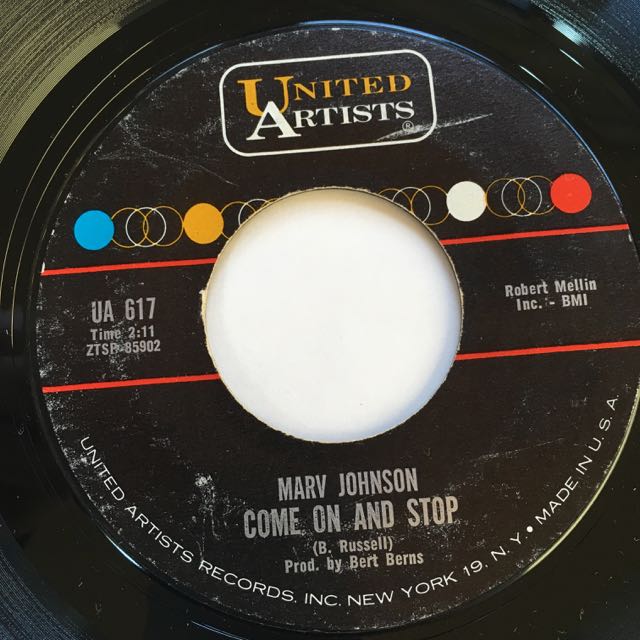 UNITED
ARTISTS ®
UA 617
Time 2:11
ZTSP-85902
Robert Mellin
Inc. - BMI
MARV JOHNSON
COME ON AND STOP
(B. Russell)
Prod. by Bert Berns
UNITED ARTISTS RECORDS, INC. NEW YORK 19, N.Y. • MADE IN U.S.A.